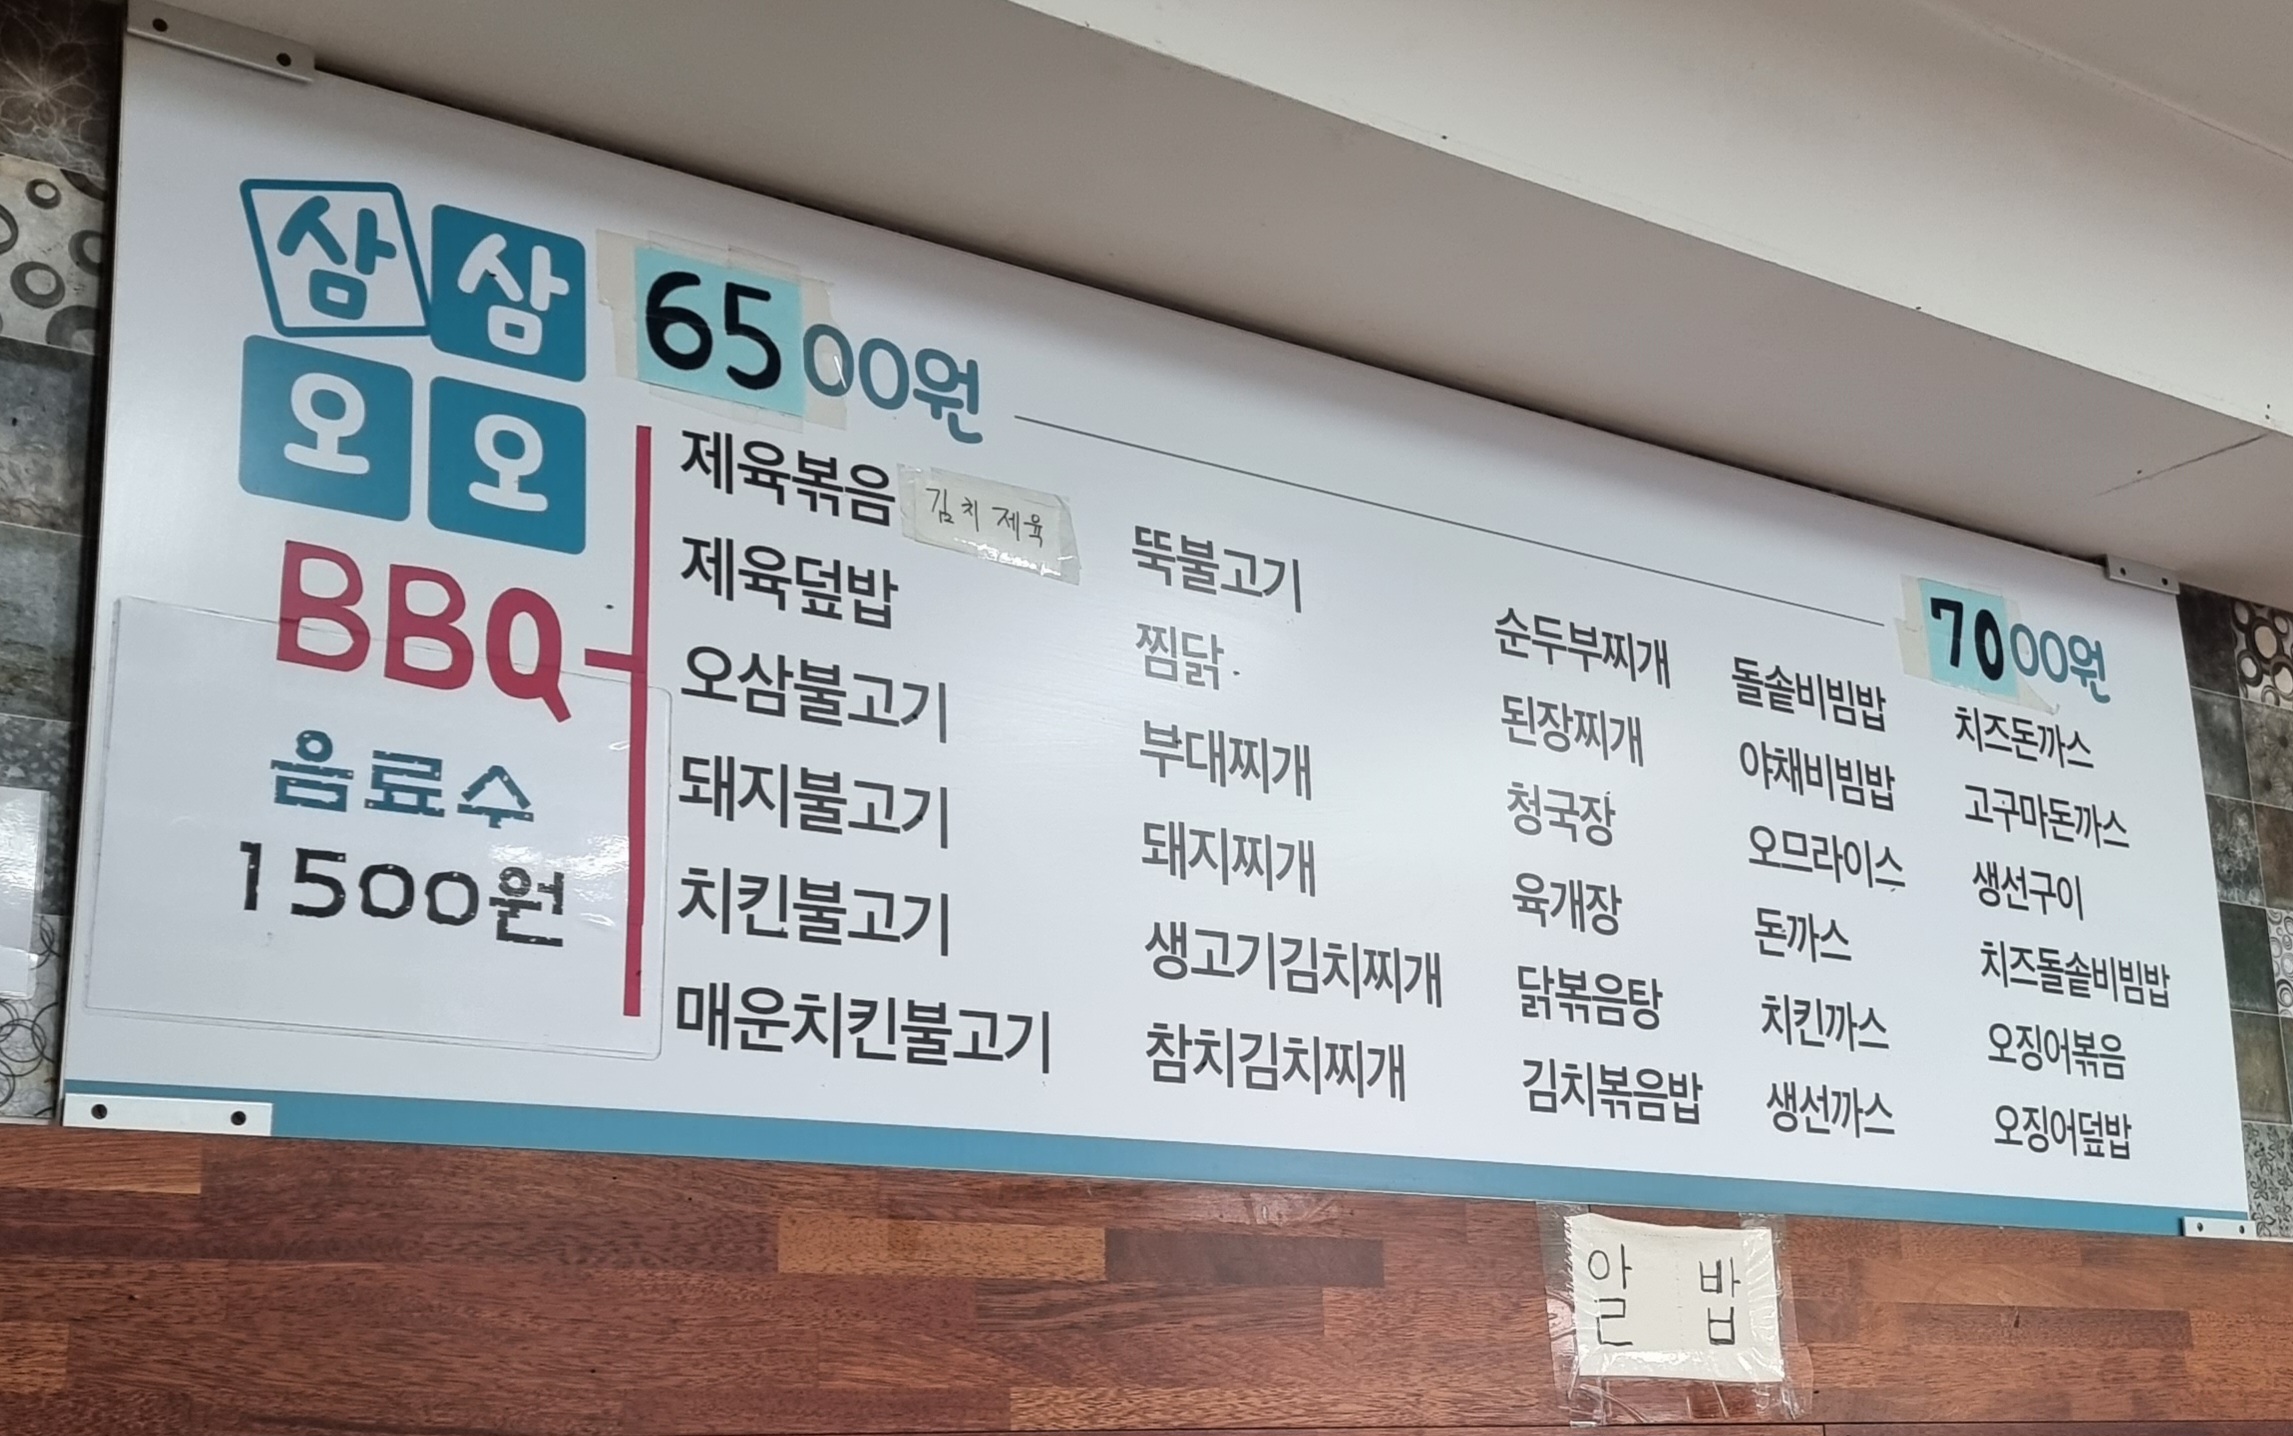 삼삼
오오
BBQ
음료수
1500원
6500원
제육볶음 김치제육
제육덮밥
오삼불고기
돼지불고기
치킨불고기
매운치킨불고기
뚝불고기
찜닭
부대찌개
돼지찌개
생고기김치찌개
참치김치찌개
순두부찌개
된장찌개
청국장
육개장
닭볶음탕
김치볶음밥
돌솥비빔밥
야채비빔밥
오므라이스
돈까스
치킨까스
생선까스
7000원
치즈돈까스
고구마돈까스
생선구이
치즈돌솥비빔밥
오징어볶음
오징어덮밥
알 밥